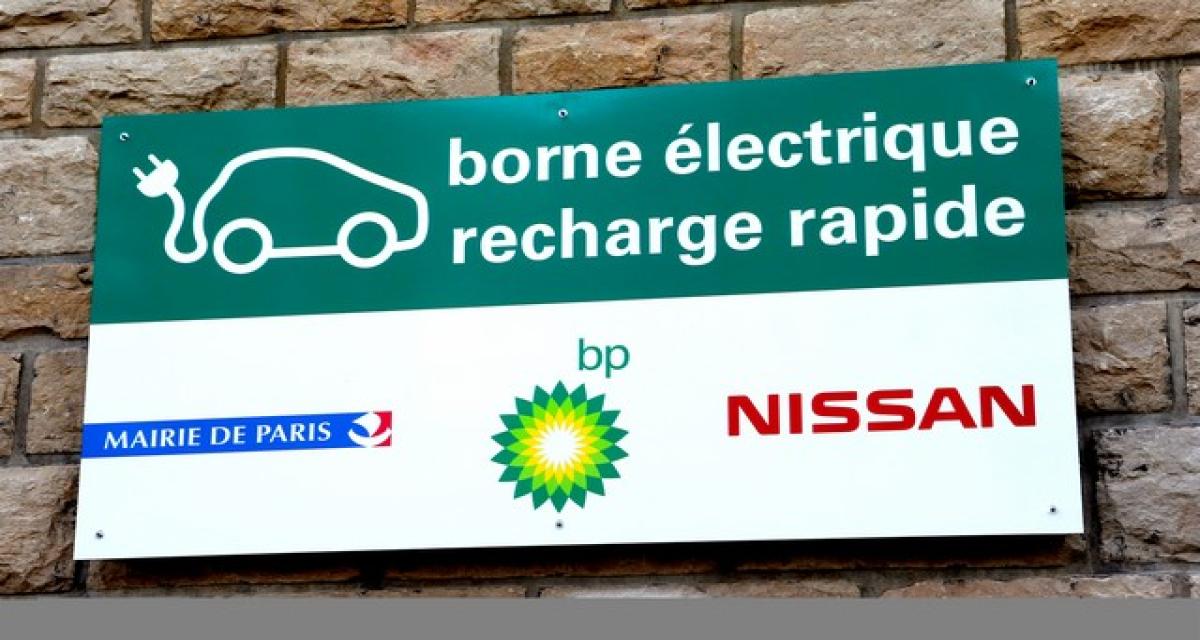 borne électrique
recharge rapide
bp
MAIRIE DE PARIS
NISSAN